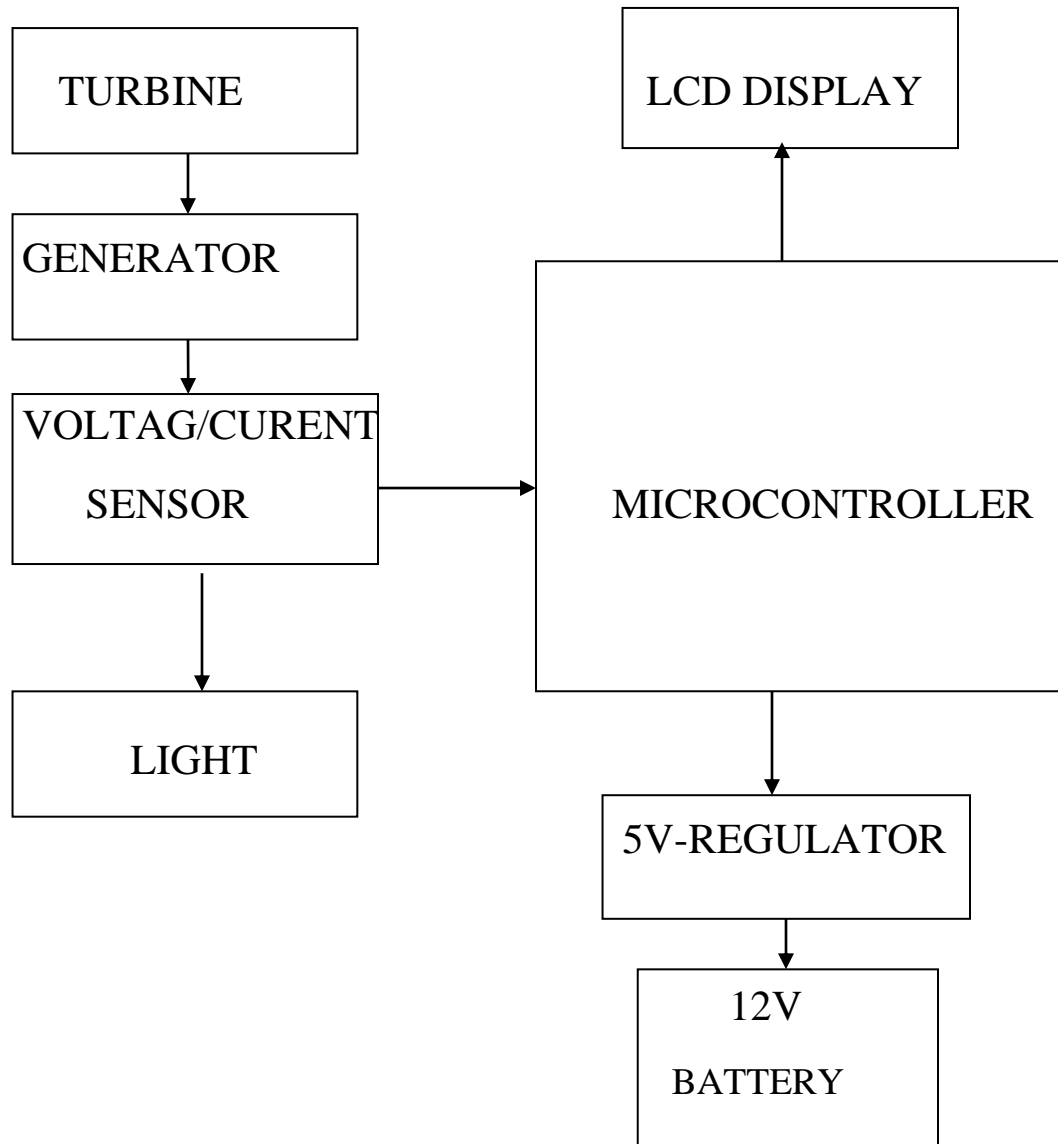 TURBINE
LCD DISPLAY
GENERATOR
VOLTAG/CURENT
SENSOR
MICROCONTROLLER
LIGHT
5V-REGULATOR
12V
BATTERY